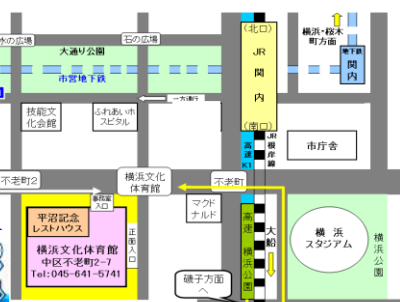 水の広場
石の広場
大通り公園
市営地下鉄
(北口)
JR
関
内
(南口)
横浜・桜木
町方面
地下鉄
関
内
一方通行
技能文
化会館
ふれあいホ
スピタル
高速
K1
JR
根岸線
市庁舎
不老町2
横浜文化
体育館
不老町
事務室
入口
マクド
ナルド
平沼記念
レストハウス
正面
入口
横浜文化体育館
中区不老町2-7
Tel:045-641-5741
高速
横浜公園
大船
横浜
スタジアム
横浜公園
磯子方面
へ